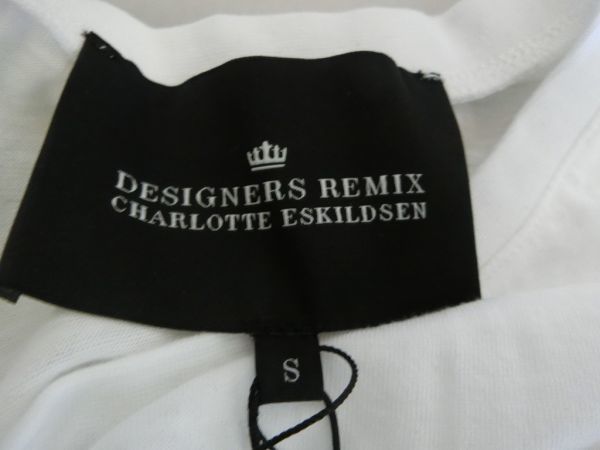 DESIGNERS REMIX
CHARLOTTE ESKILDSEN
S